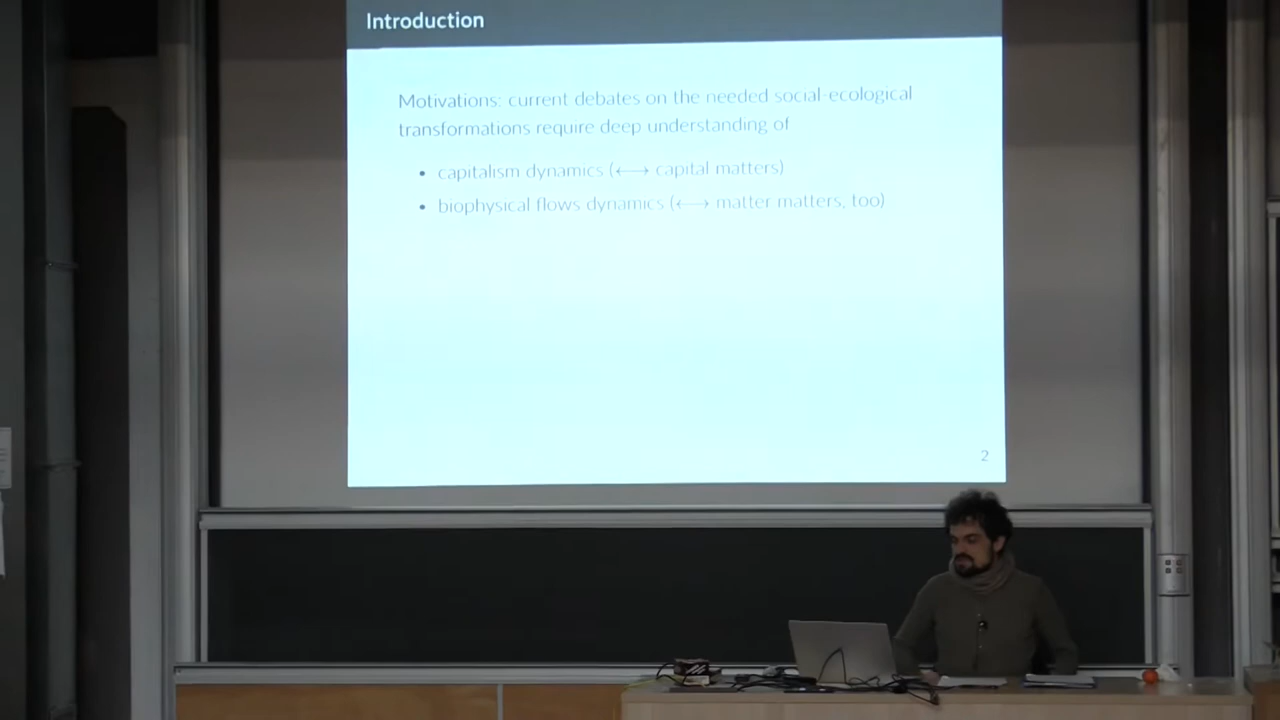 Introduction
Motivations: current debates on the needed social-ecological
transformations require deep understanding of
• capitalism dynamics (⟷ capital matters)
• biophysical flows dynamics (⟷ matter matters, too)
2